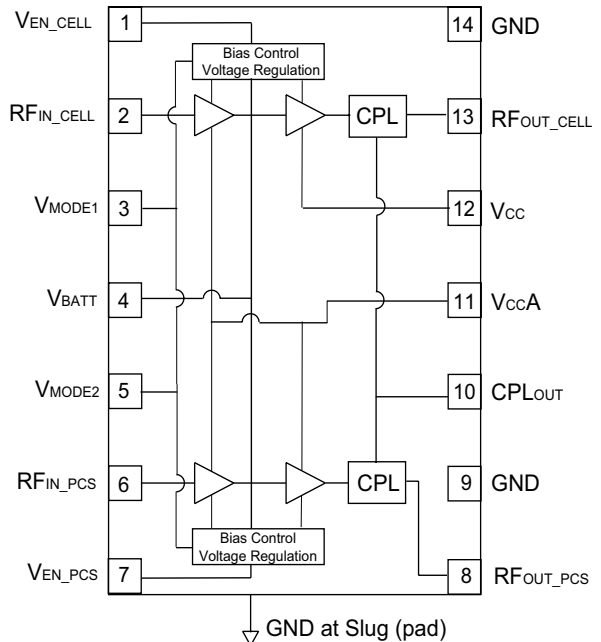 VEN_CELL 1
14 GND
Bias Control
Voltage Regulation
RFIN_CELL 2
CPL
13 RFOUT_CELL
VMODE1 3
12 VCC
VBATT 4
11 VCCA
VMODE2 5
10 CPLOUT
RFIN_PCS 6
CPL
9 GND
Bias Control
Voltage Regulation
VEN_PCS 7
8 RFOUT_PCS
GND at Slug (pad)